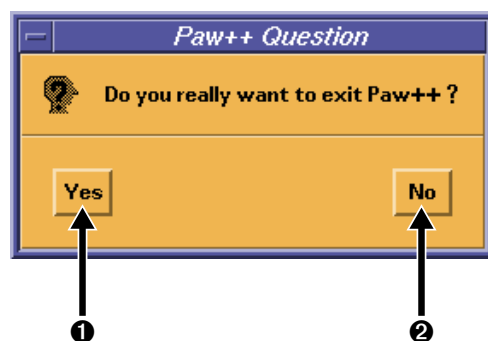 Paw++ Question
Do you really want to exit Paw++ ?
Yes No
❶ ❷